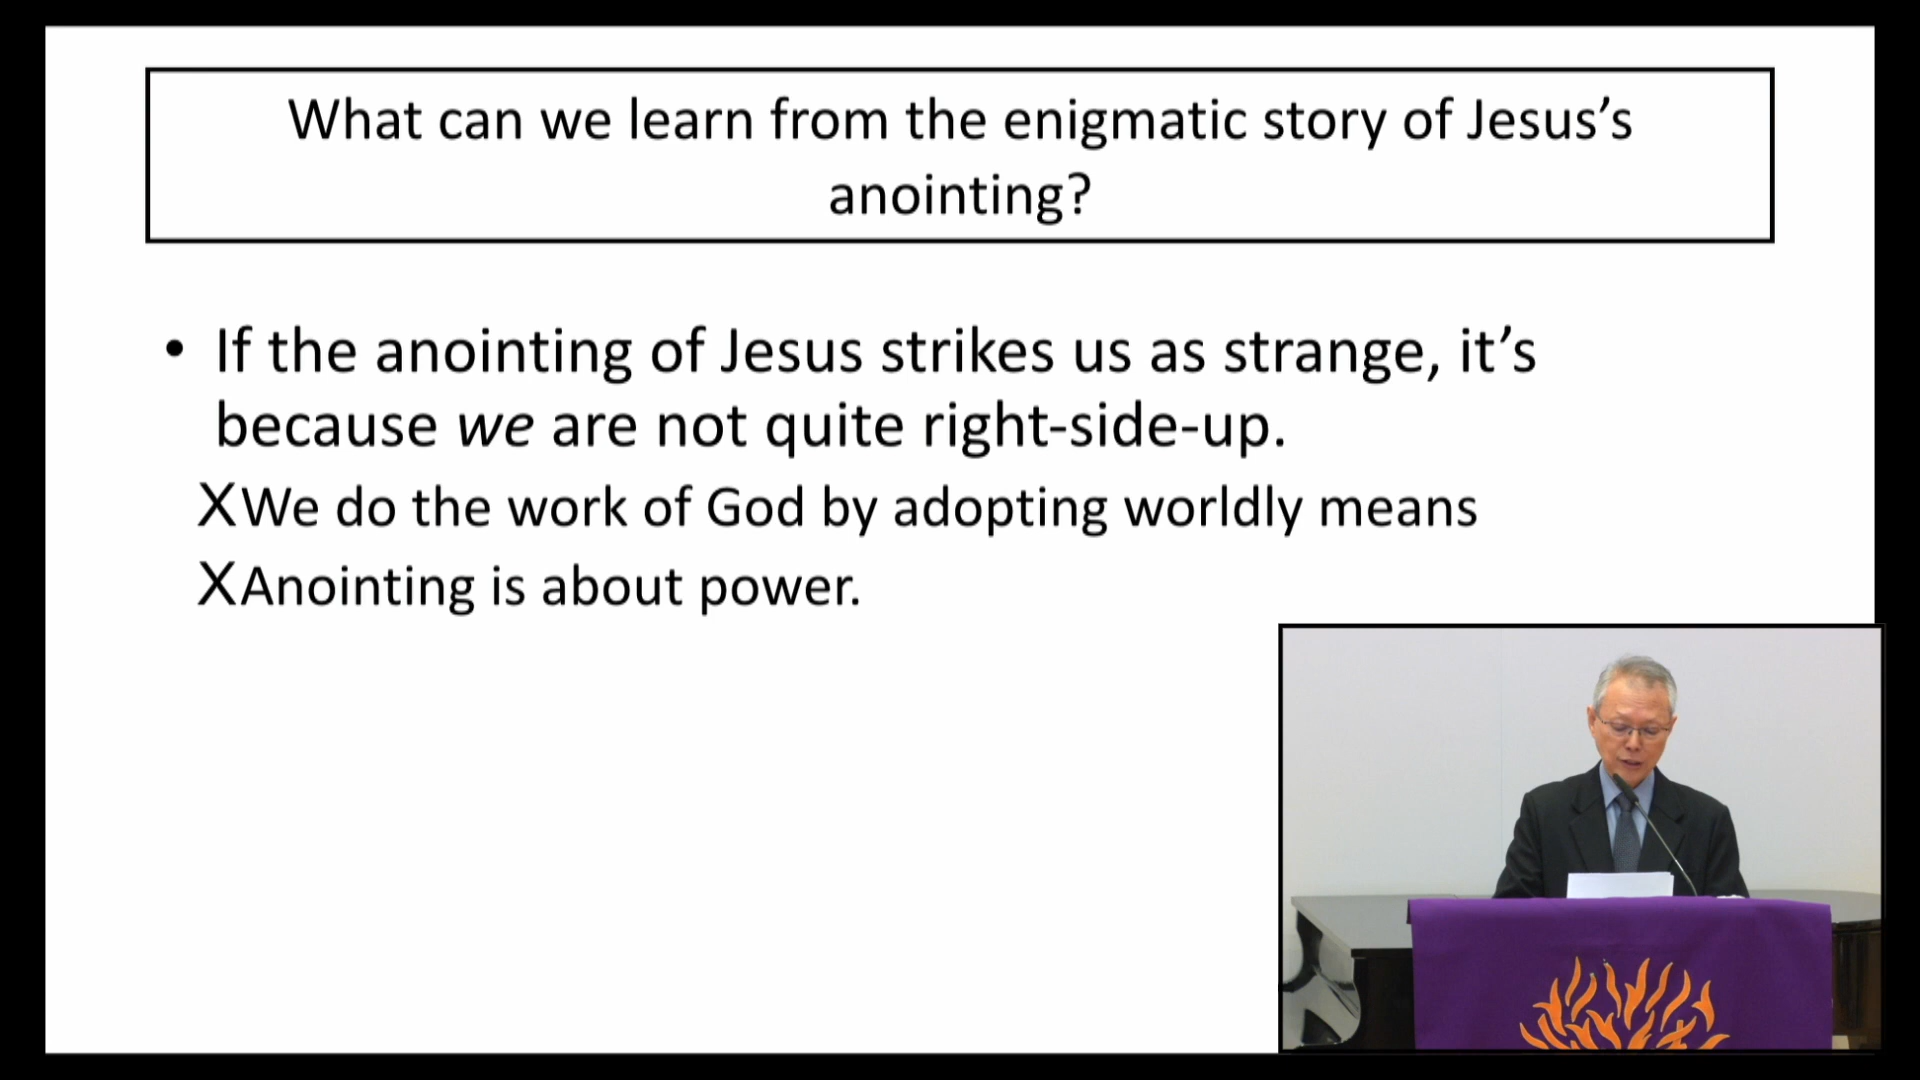 What can we learn from the enigmatic story of Jesus’s
anointing?
• If the anointing of Jesus strikes us as strange, it’s
because we are not quite right-side-up.
XWe do the work of God by adopting worldly means
XAnointing is about power.